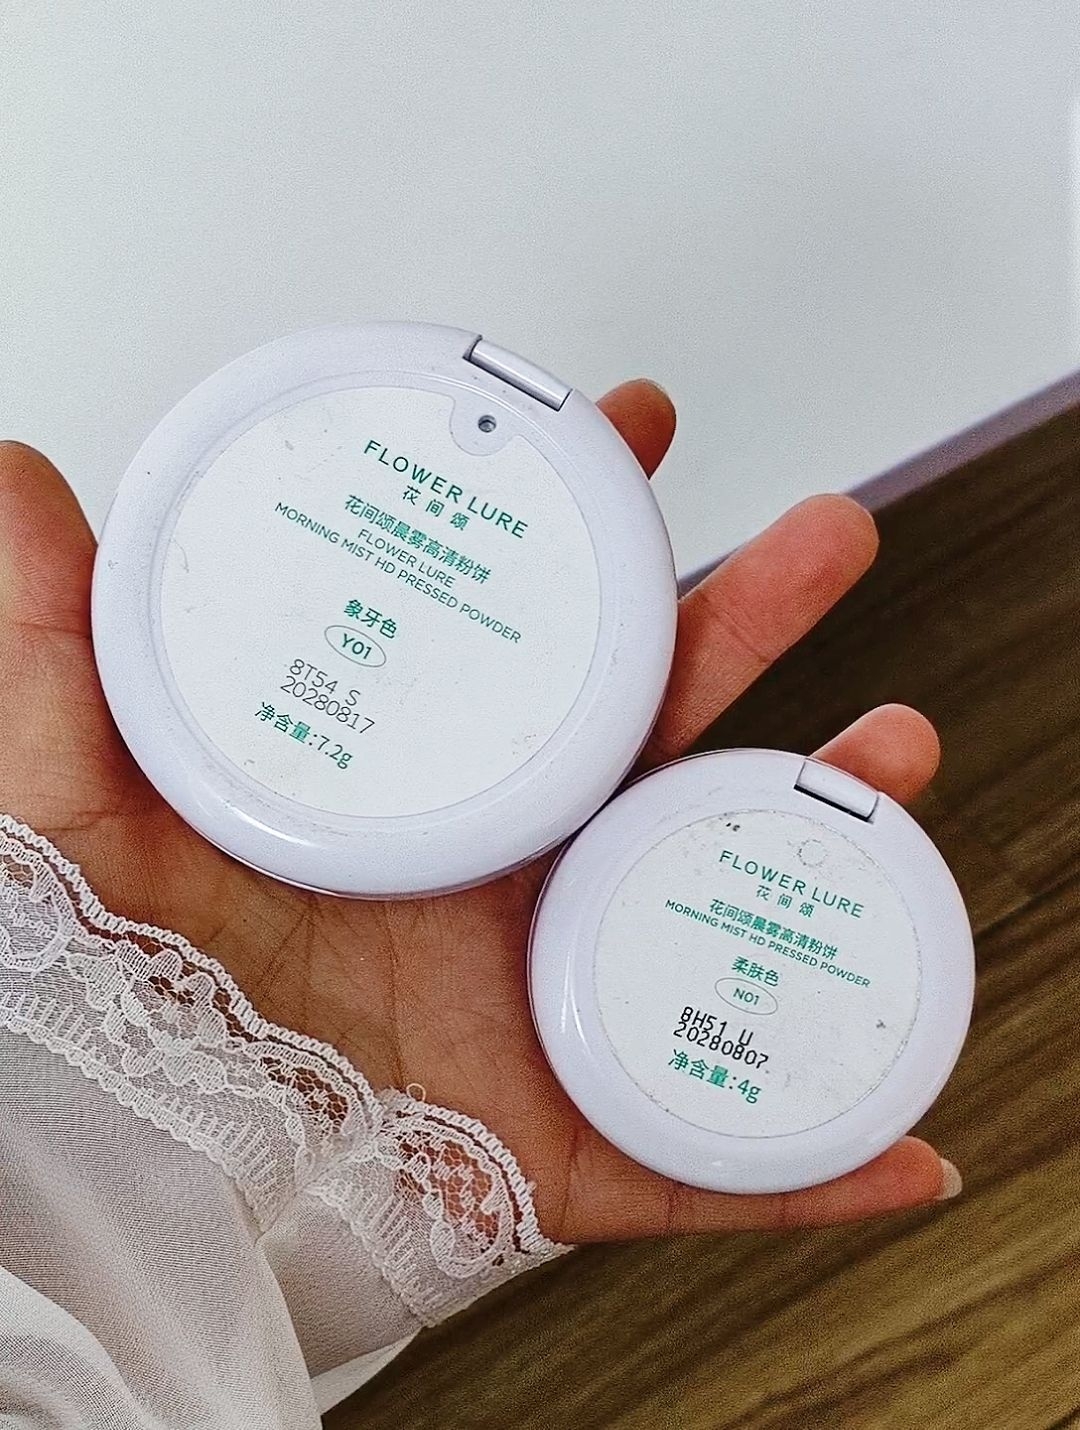 FLOWER LURE
花间颂
花间颂晨雾高清粉饼
FLOWER LURE
MORNING MIST HD PRESSED POWDER
象牙色
Y01
8T54 S
20280817
净含量:7.2g
FLOWER LURE
花间颂
花间颂晨雾高清粉饼
MORNING MIST HD PRESSED POWDER
柔肤色
N01
8H51 U
20280807
净含量:4g